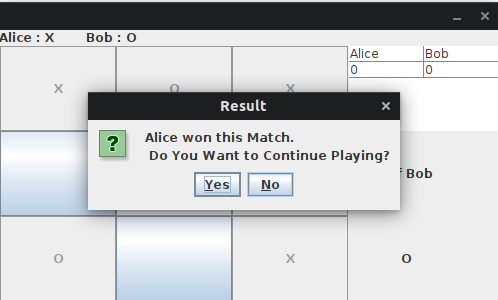 Alice : X Bob : O
X O X
Alice Bob
0 0
Result
Alice won this Match.
Do You Want to Continue Playing?
Yes No
Bob
O X
O